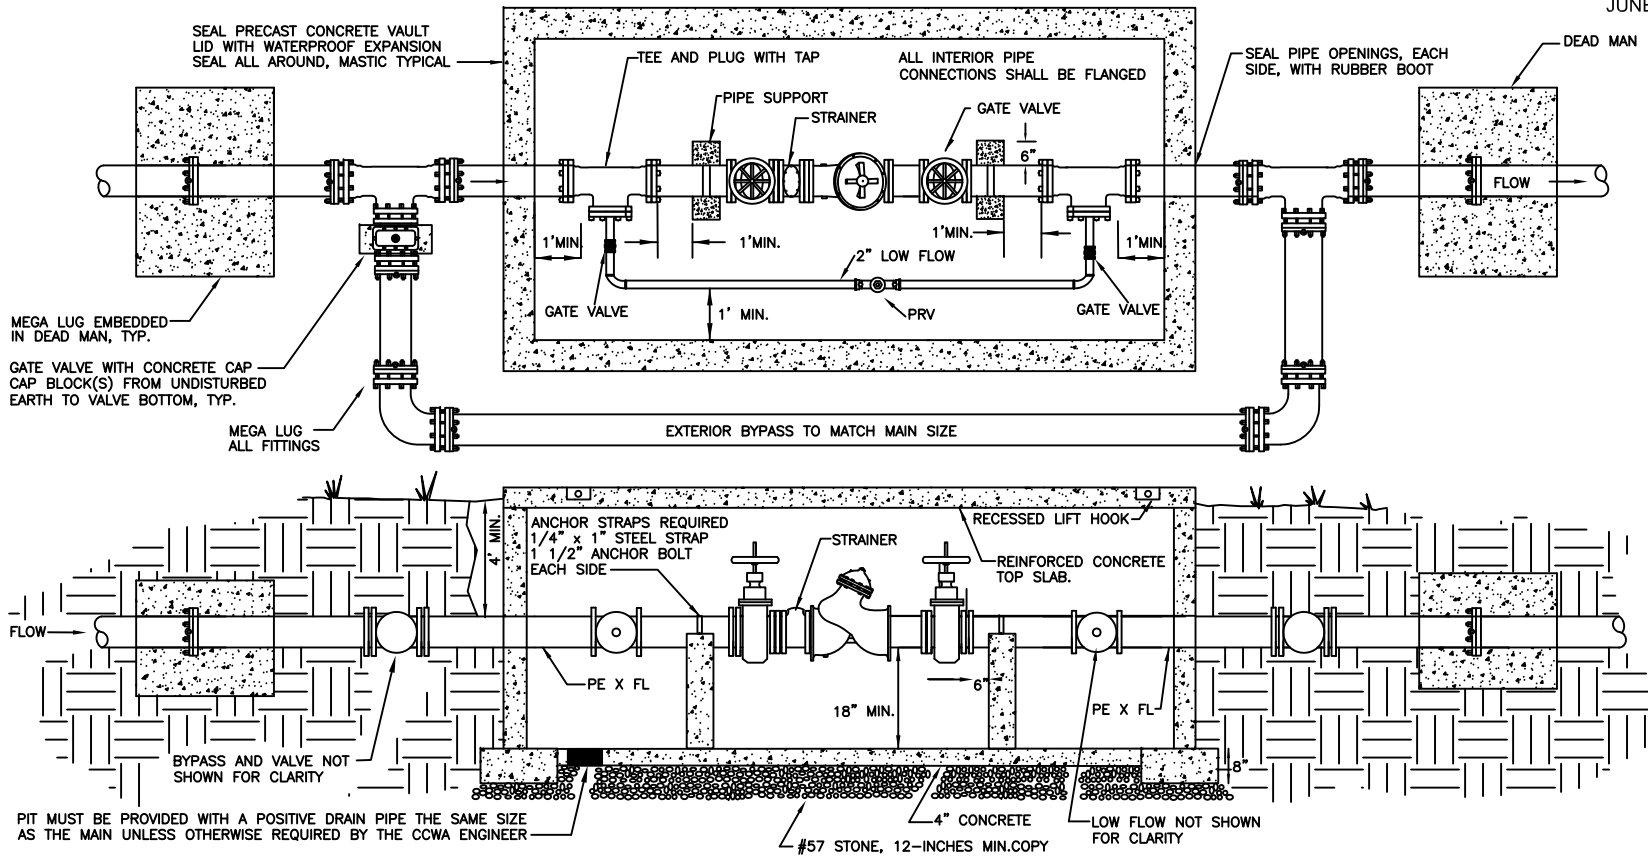 JUNE
SEAL PRECAST CONCRETE VAULT
LID WITH WATERPROOF EXPANSION
SEAL ALL AROUND, MASTIC TYPICAL
TEE AND PLUG WITH TAP
ALL INTERIOR PIPE
CONNECTIONS SHALL BE FLANGED
SEAL PIPE OPENINGS, EACH
SIDE, WITH RUBBER BOOT
DEAD MAN
PIPE SUPPORT
STRAINER
GATE VALVE
6"
FLOW
1'MIN.
1'MIN.
1'MIN.
1'MIN.
2" LOW FLOW
GATE VALVE
1' MIN.
PRV
GATE VALVE
MEGA LUG EMBEDDED
IN DEAD MAN, TYP.
GATE VALVE WITH CONCRETE CAP
CAP BLOCK(S) FROM UNDISTURBED
EARTH TO VALVE BOTTOM, TYP.
MEGA LUG
ALL FITTINGS
EXTERIOR BYPASS TO MATCH MAIN SIZE
4' MIN.
ANCHOR STRAPS REQUIRED
1/4" x 1" STEEL STRAP
1 1/2" ANCHOR BOLT
EACH SIDE
STRAINER
RECESSED LIFT HOOK
REINFORCED CONCRETE
TOP SLAB.
FLOW
PE X FL
6"
18" MIN.
PE X FL
BYPASS AND VALVE NOT
SHOWN FOR CLARITY
8"
PIT MUST BE PROVIDED WITH A POSITIVE DRAIN PIPE THE SAME SIZE
AS THE MAIN UNLESS OTHERWISE REQUIRED BY THE CCWA ENGINEER
4" CONCRETE
LOW FLOW NOT SHOWN
FOR CLARITY
#57 STONE, 12-INCHES MIN.COPY